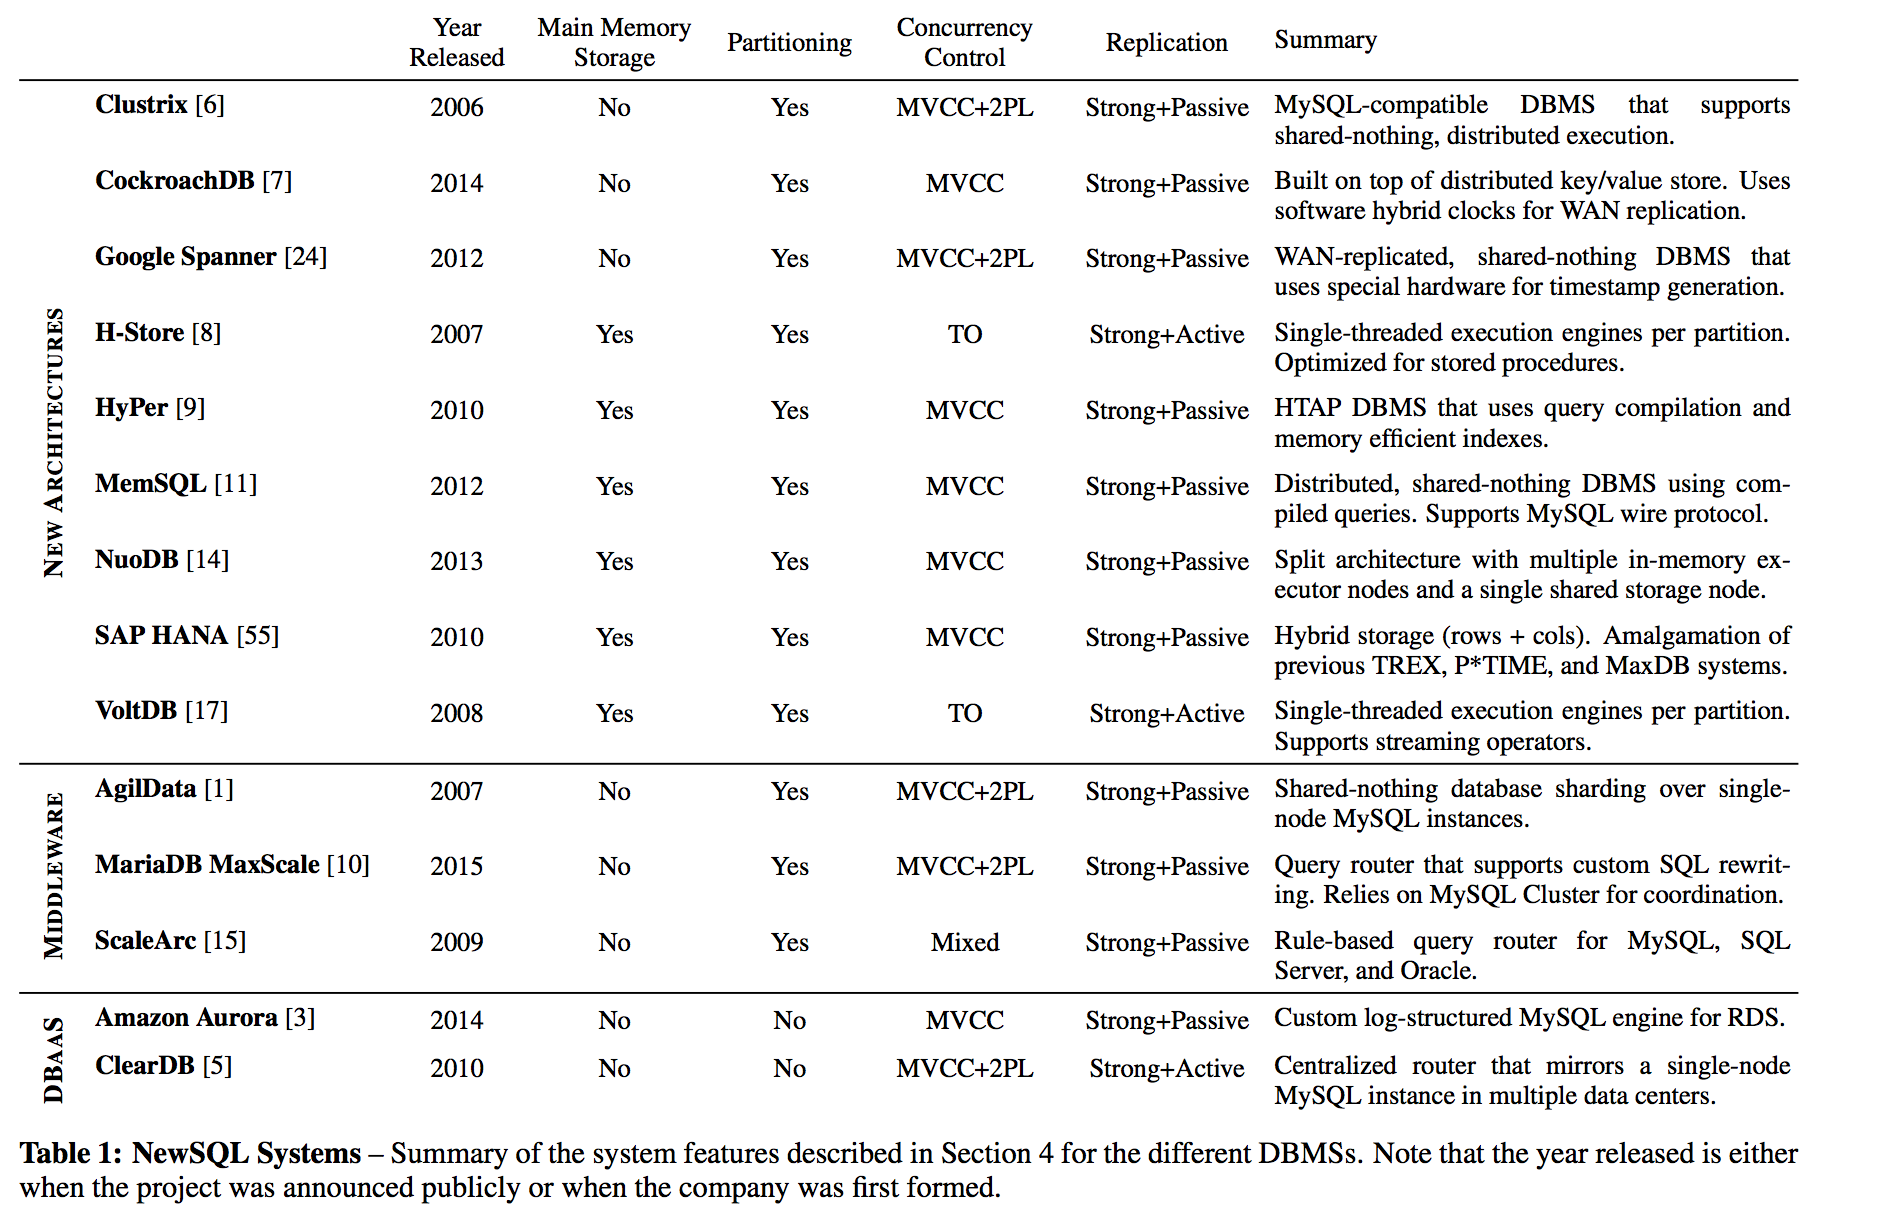 Year Released Main Memory Storage Partitioning Concurrency Control Replication Summary
NEW ARCHITECTURES
Clustrix [6] 2006 No Yes MVCC+2PL Strong+Passive MySQL-compatible DBMS that supports
shared-nothing, distributed execution.
CockroachDB [7] 2014 No Yes MVCC Strong+Passive Built on top of distributed key/value store. Uses
software hybrid clocks for WAN replication.
Google Spanner [24] 2012 No Yes MVCC+2PL Strong+Passive WAN-replicated, shared-nothing DBMS that
uses special hardware for timestamp generation.
H-Store [8] 2007 Yes Yes TO Strong+Active Single-threaded execution engines per partition.
Optimized for stored procedures.
HyPer [9] 2010 Yes Yes MVCC Strong+Passive HTAP DBMS that uses query compilation and
memory efficient indexes.
MemSQL [11] 2012 Yes Yes MVCC Strong+Passive Distributed, shared-nothing DBMS using com-
piled queries. Supports MySQL wire protocol.
NuoDB [14] 2013 Yes Yes MVCC Strong+Passive Split architecture with multiple in-memory ex-
ecutor nodes and a single shared storage node.
SAP HANA [55] 2010 Yes Yes MVCC Strong+Passive Hybrid storage (rows + cols). Amalgamation of
previous TREX, P*TIME, and MaxDB systems.
VoltDB [17] 2008 Yes Yes TO Strong+Active Single-threaded execution engines per partition.
Supports streaming operators.
MIDDLEWARE
AgilData [1] 2007 No Yes MVCC+2PL Strong+Passive Shared-nothing database sharding over single-
node MySQL instances.
MariaDB MaxScale [10] 2015 No Yes MVCC+2PL Strong+Passive Query router that supports custom SQL rewrit-
ing. Relies on MySQL Cluster for coordination.
ScaleArc [15] 2009 No Yes Mixed Strong+Passive Rule-based query router for MySQL, SQL
Server, and Oracle.
DBAAS
Amazon Aurora [3] 2014 No No MVCC Strong+Passive Custom log-structured MySQL engine for RDS.
ClearDB [5] 2010 No No MVCC+2PL Strong+Active Centralized router that mirrors a single-node
MySQL instance in multiple data centers.
Table 1: NewSQL Systems – Summary of the system features described in Section 4 for the different DBMSs. Note that the year released is either
when the project was announced publicly or when the company was first formed.